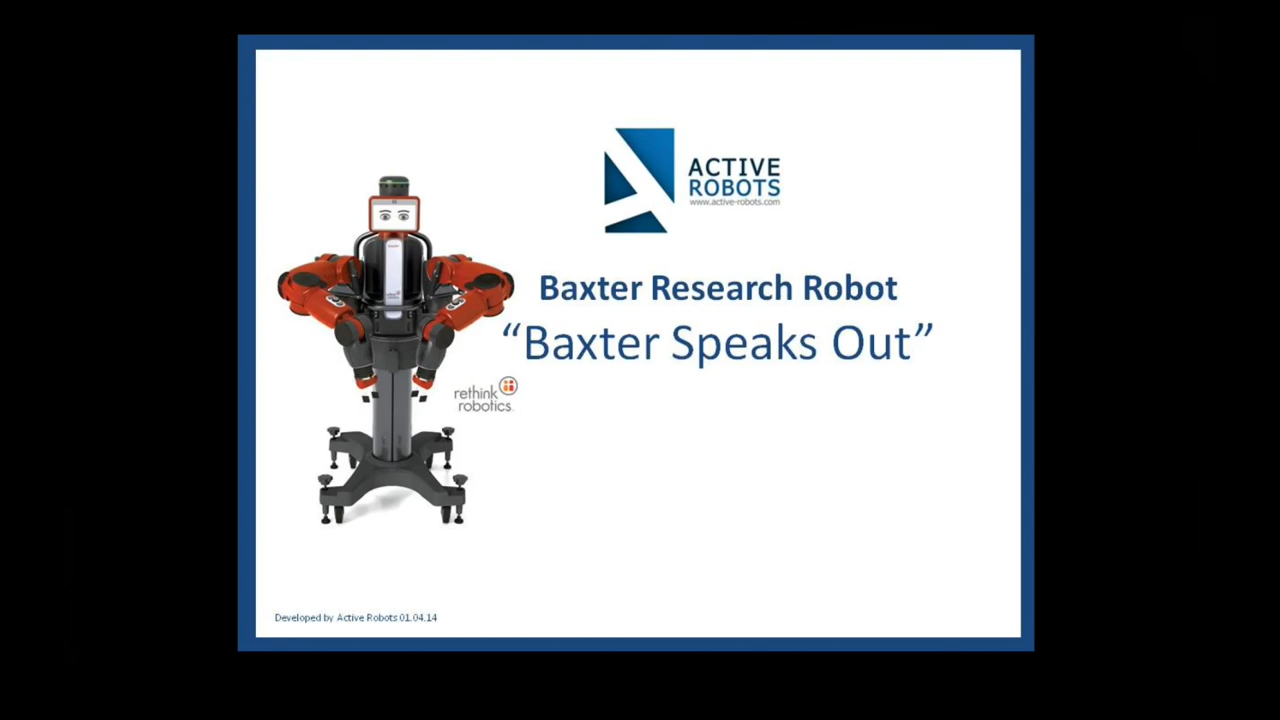 ACTIVE
ROBOTS
www.active-robots.com
Baxter Research Robot
“Baxter Speaks Out”
rethink
robotics
Developed by Active Robots 01.04.14